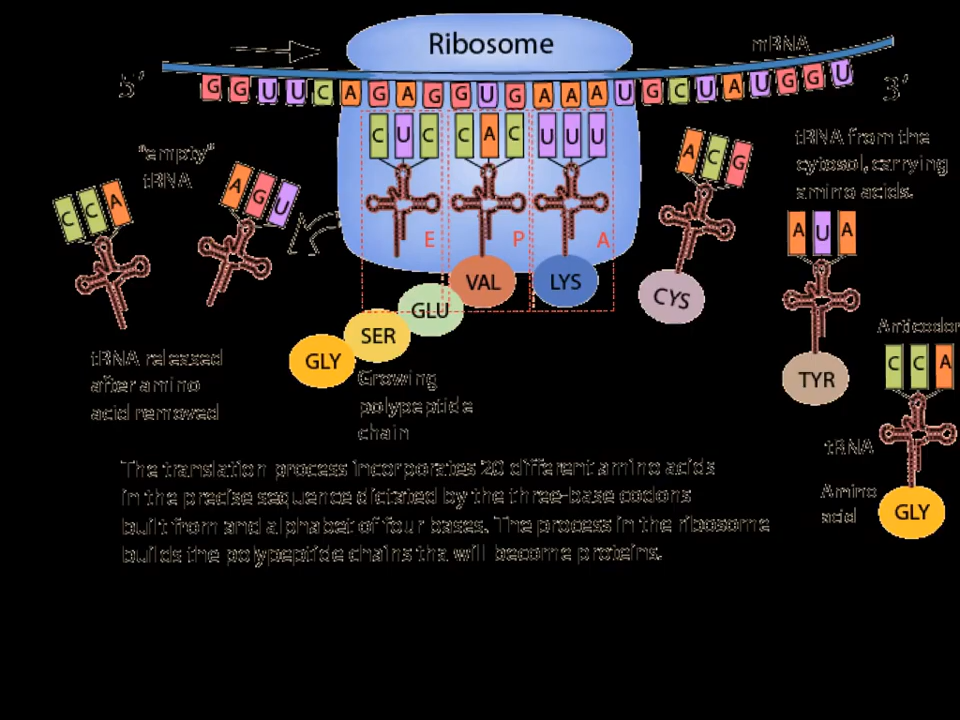 Ribosome
mRNA
5′
3′
G G U U C A G A G G U G A A A U G C U A U G G U
C U C C A C U U U
"empty"
tRNA
tRNA from the
cytosol, carrying
amino acids.
C C A
A G U
A C G
A U A
E P A
VAL
LYS
CYS
GLU
SER
GLY
TYR
Anticodon
C C A
tRNA released
after amino
acid removed
Growing
polypeptide
chain
tRNA
Amino
acid
GLY
The translation process incorporates 20 different amino acids
in the precise sequence dictated by the three-base codons
built from and alphabet of four bases. The process in the ribosome
builds the polypeptide chains tha will become proteins.